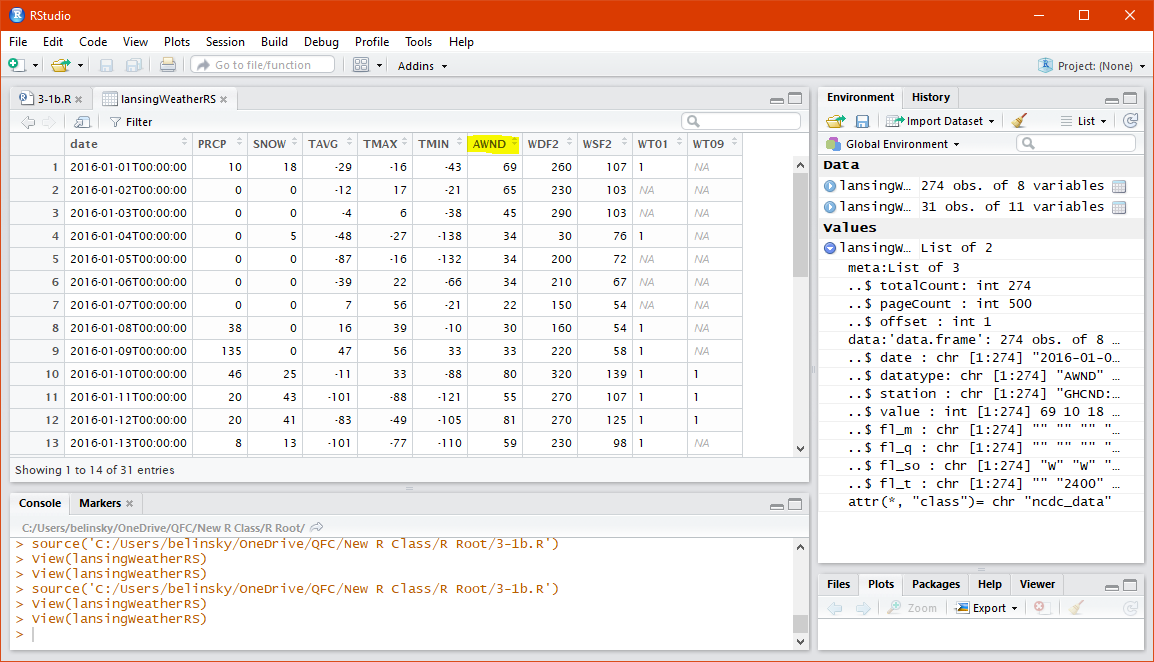 RStudio
File Edit Code View Plots Session Build Debug Profile Tools Help
Go to file/function Addins Project: (None)
3-1b.R lansingWeatherRS
Filter
date PRCP SNOW TAVG TMAX TMIN AWND WDF2 WSF2 WT01 WT09
1 2016-01-01T00:00:00 10 18 -29 -16 -43 69 260 107 1 NA
2 2016-01-02T00:00:00 0 0 -12 17 -21 65 230 103 NA NA
3 2016-01-03T00:00:00 0 0 -4 6 -38 45 290 103 NA NA
4 2016-01-04T00:00:00 0 5 -48 -27 -138 34 30 76 1 NA
5 2016-01-05T00:00:00 0 0 -87 -16 -132 34 200 72 NA NA
6 2016-01-06T00:00:00 0 0 -39 22 -66 34 210 67 NA NA
7 2016-01-07T00:00:00 0 0 7 56 -21 22 150 54 NA NA
8 2016-01-08T00:00:00 38 0 16 39 -10 30 160 54 1 NA
9 2016-01-09T00:00:00 135 0 47 56 33 33 220 58 1 NA
10 2016-01-10T00:00:00 46 25 -11 33 -88 80 320 139 1 1
11 2016-01-11T00:00:00 20 43 -101 -88 -121 55 270 107 1 1
12 2016-01-12T00:00:00 20 41 -83 -49 -105 81 270 125 1 1
13 2016-01-13T00:00:00 8 13 -101 -77 -110 59 230 98 1 NA
Showing 1 to 14 of 31 entries
Console Markers
C:/Users/belinsky/OneDrive/QFC/New R Class/R Root/
> source('C:/Users/belinsky/OneDrive/QFC/New R Class/R Root/3-1b.R')
> View(lansingWeatherRS)
> View(lansingWeatherRS)
> source('C:/Users/belinsky/OneDrive/QFC/New R Class/R Root/3-1b.R')
> View(lansingWeatherRS)
> View(lansingWeatherRS)
>
Environment History
Import Dataset List
Global Environment
Data
lansingW… 274 obs. of 8 variables
lansingW… 31 obs. of 11 variables
Values
lansingW… List of 2
meta:List of 3
..$ totalCount: int 274
..$ pageCount : int 500
..$ offset : int 1
data:'data.frame': 274 obs. of 8 …
..$ date : chr [1:274] "2016-01-0…
..$ datatype: chr [1:274] "AWND" …
..$ station : chr [1:274] "GHCND:…
..$ value : int [1:274] 69 10 18 …
..$ fl_m : chr [1:274] "" "" "" "…
..$ fl_q : chr [1:274] "" "" "" "…
..$ fl_so : chr [1:274] "W" "W" "…
..$ fl_t : chr [1:274] "" "2400" …
attr(*, "class")= chr "ncdc_data"
Files Plots Packages Help Viewer
Zoom Export